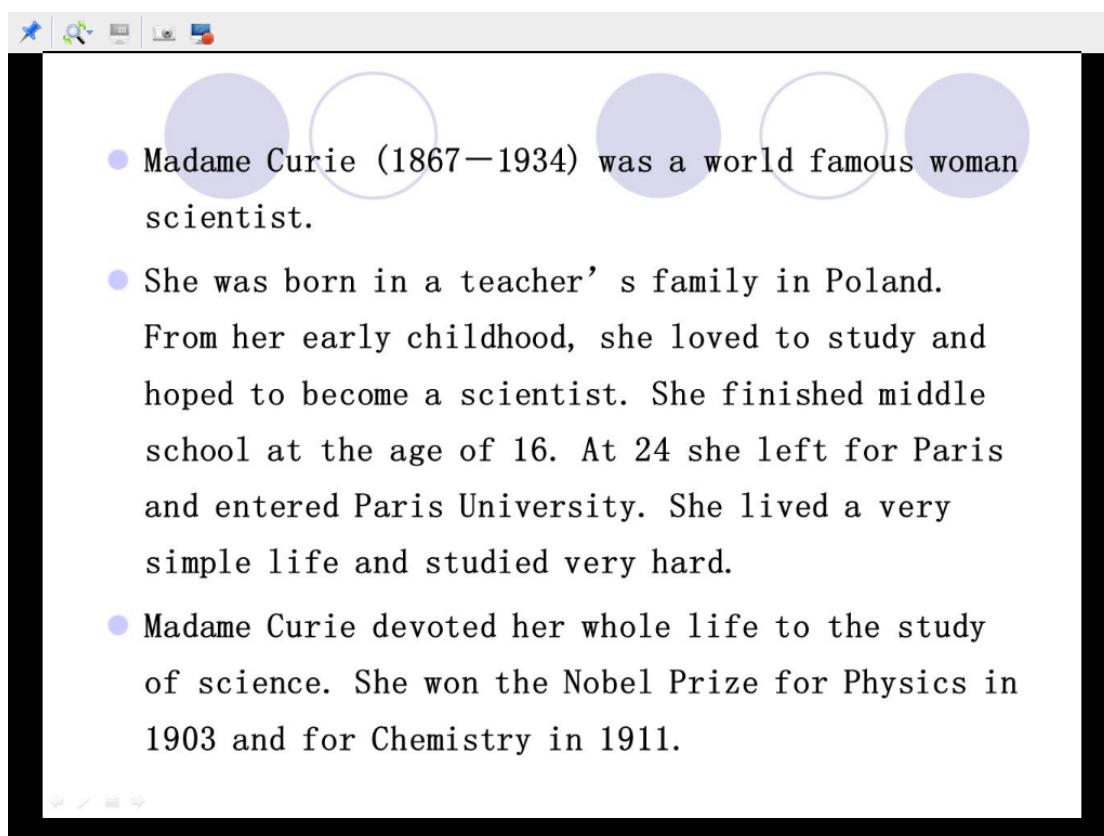 Madame Curie (1867－1934) was a world famous woman
scientist.
She was born in a teacher’s family in Poland.
From her early childhood, she loved to study and
hoped to become a scientist. She finished middle
school at the age of 16. At 24 she left for Paris
and entered Paris University. She lived a very
simple life and studied very hard.
Madame Curie devoted her whole life to the study
of science. She won the Nobel Prize for Physics in
1903 and for Chemistry in 1911.